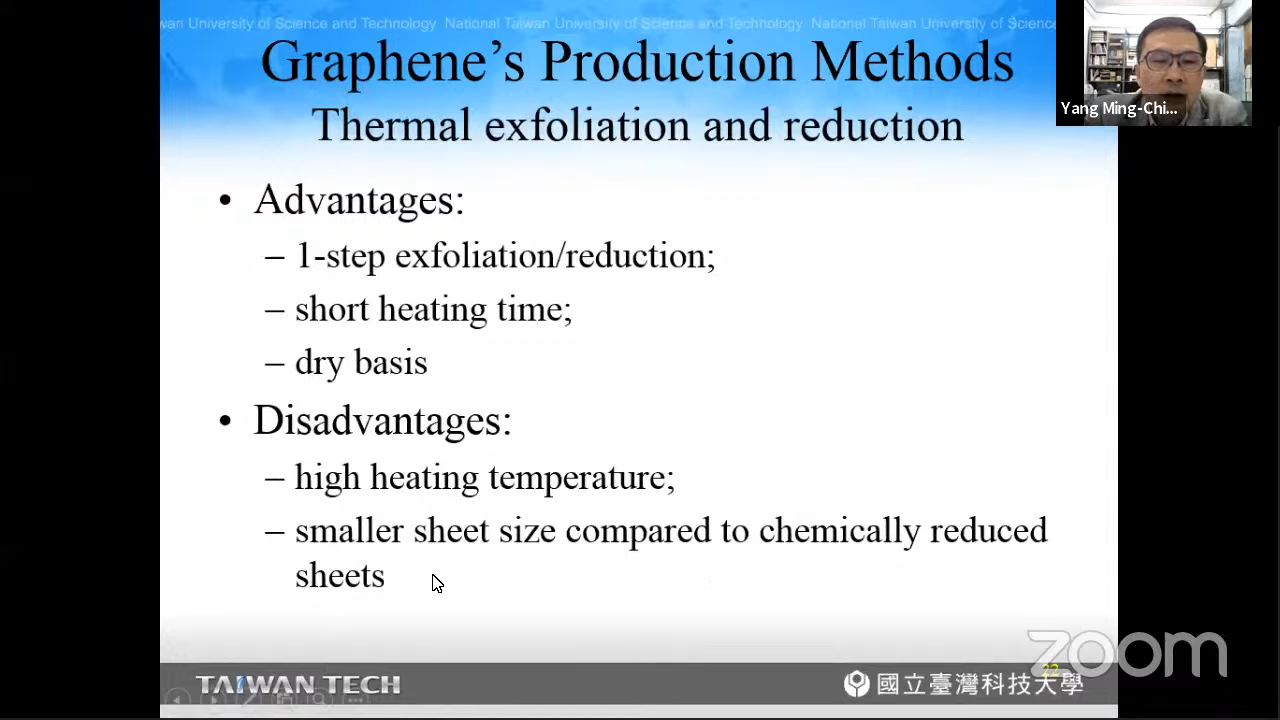 wan University of Science and Technology National Taiwan University of Science and Technology National Taiwan University of Science
Graphene's Production Methods
Thermal exfoliation and reduction
Yang Ming-Chi...
• Advantages:
– 1-step exfoliation/reduction;
– short heating time;
– dry basis
• Disadvantages:
– high heating temperature;
– smaller sheet size compared to chemically reduced
sheets
zoom
22
TAIWAN TECH
國立臺灣科技大學